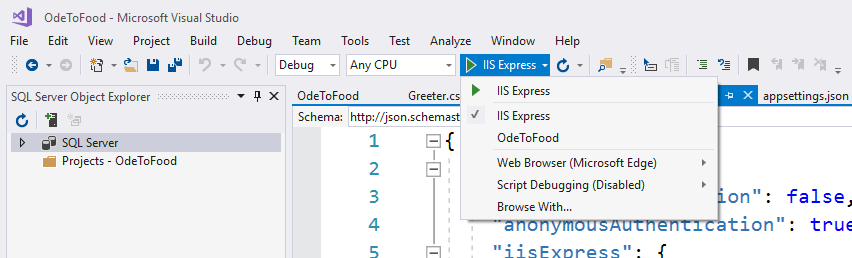 OdeToFood - Microsoft Visual Studio
File Edit View Project Build Debug Team Tools Test Analyze Window Help
Debug Any CPU IIS Express
SQL Server Object Explorer
SQL Server
Projects - OdeToFood
OdeToFood Greeter.cs appsettings.json
Schema: http://json.schemast
IIS Express
IIS Express
OdeToFood
Web Browser (Microsoft Edge)
Script Debugging (Disabled)
Browse With...
1 {
2
3 ion": false,
4 "anonymousAuthentication": true
5 "iisExpress": {